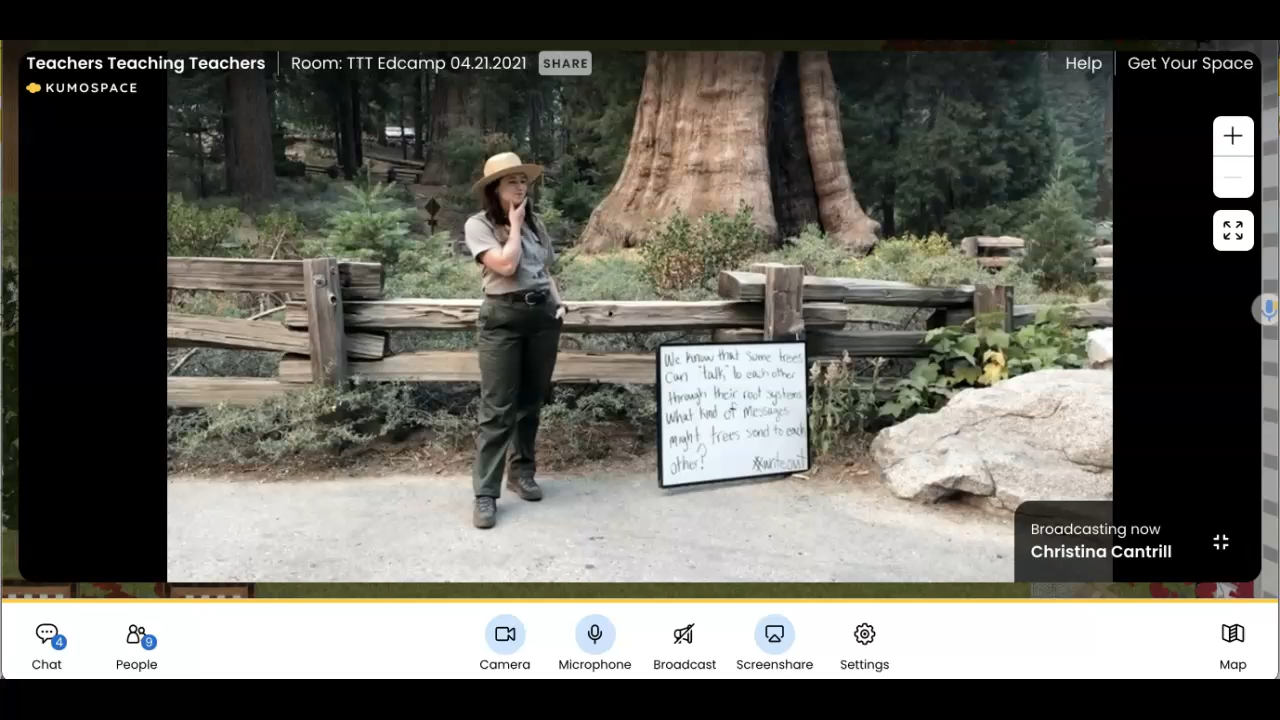 Teachers Teaching Teachers
Room: TTT Edcamp 04.21.2021
SHARE
Help
Get Your Space
KUMOSPACE
We know that some trees
can "talk" to each other
through their root systems.
What kind of messages
might trees send to each
other?
#writeout
Broadcasting now
Christina Cantrill
4
9
Chat
People
Camera
Microphone
Broadcast
Screenshare
Settings
Map